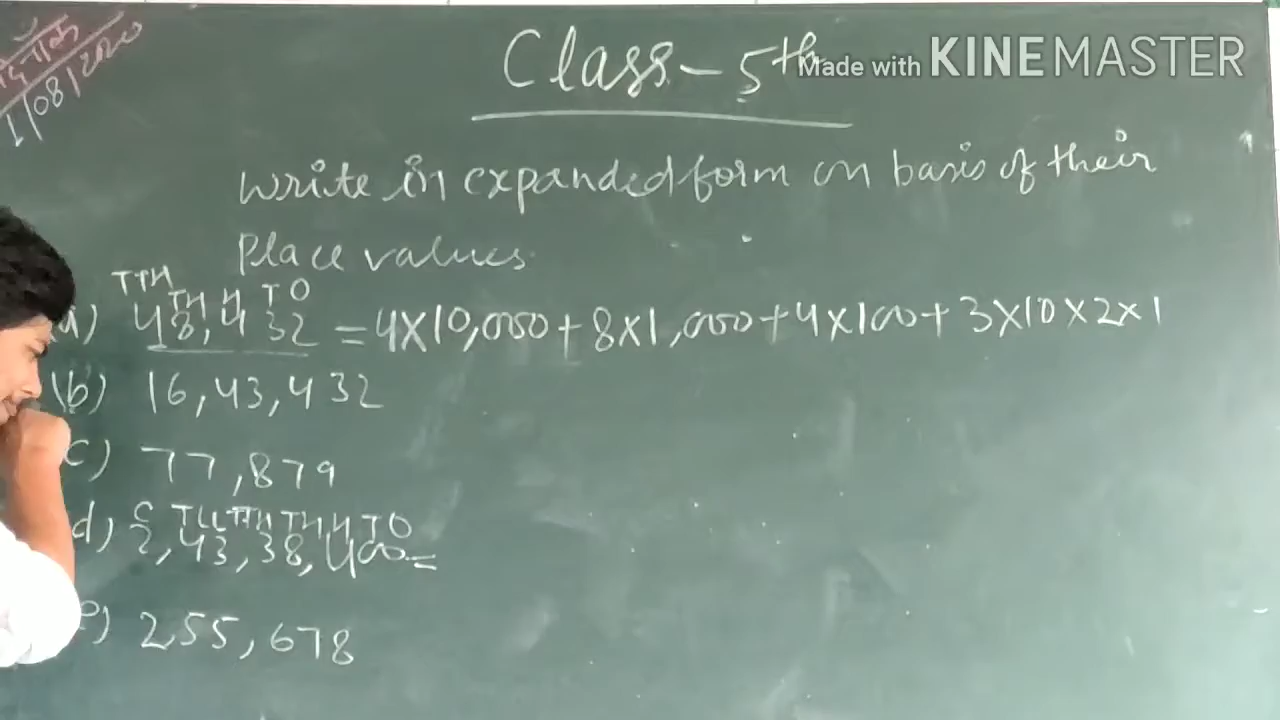 दिनाँक
1/08/2020
Class - 5th
Made with KINEMASTER
Write in expanded form on basis of their
Place values.
TTH TH H T O
a) 48,432 = 4×10,000 + 8×1,000 + 4×100 + 3×10×2×1
(b) 16,43,432
c) 77,879
C TL L TTH TH H T O
d) 2,43,38,400 =
e) 255,678